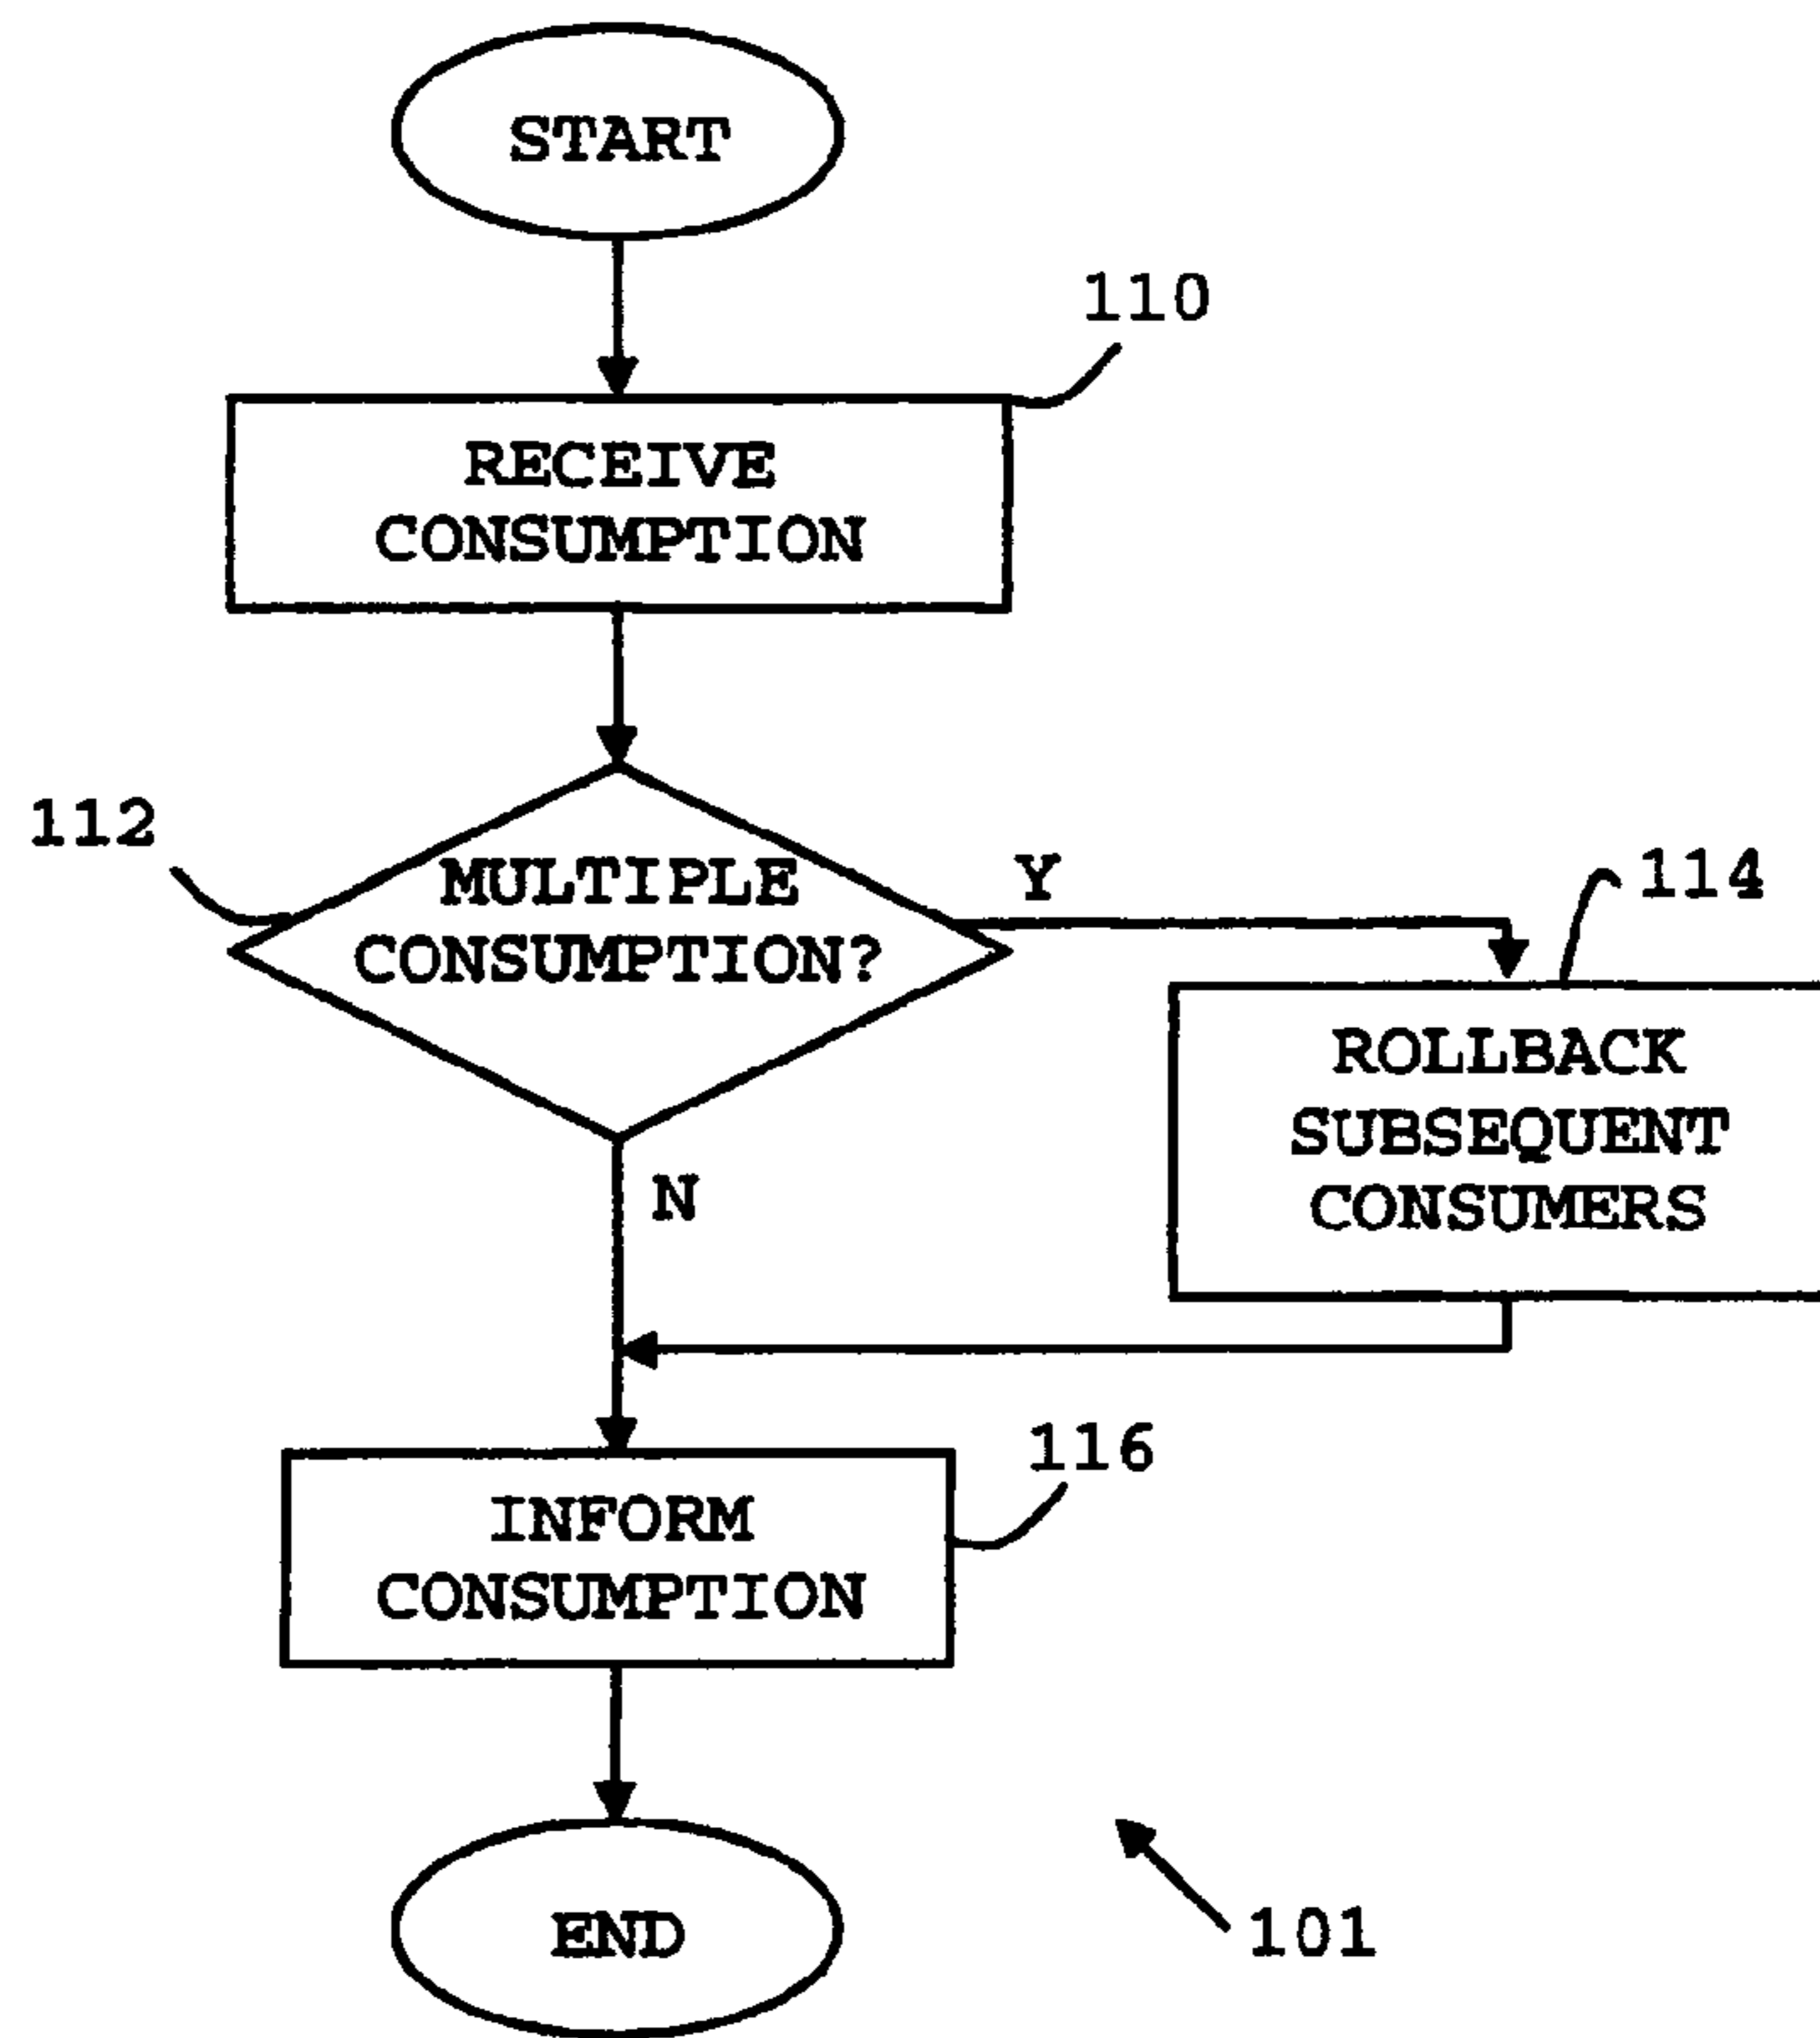 START
110
RECEIVE
CONSUMPTION
112
MULTIPLE
CONSUMPTION?
Y
114
ROLLBACK
SUBSEQUENT
CONSUMERS
N
116
INFORM
CONSUMPTION
END
101